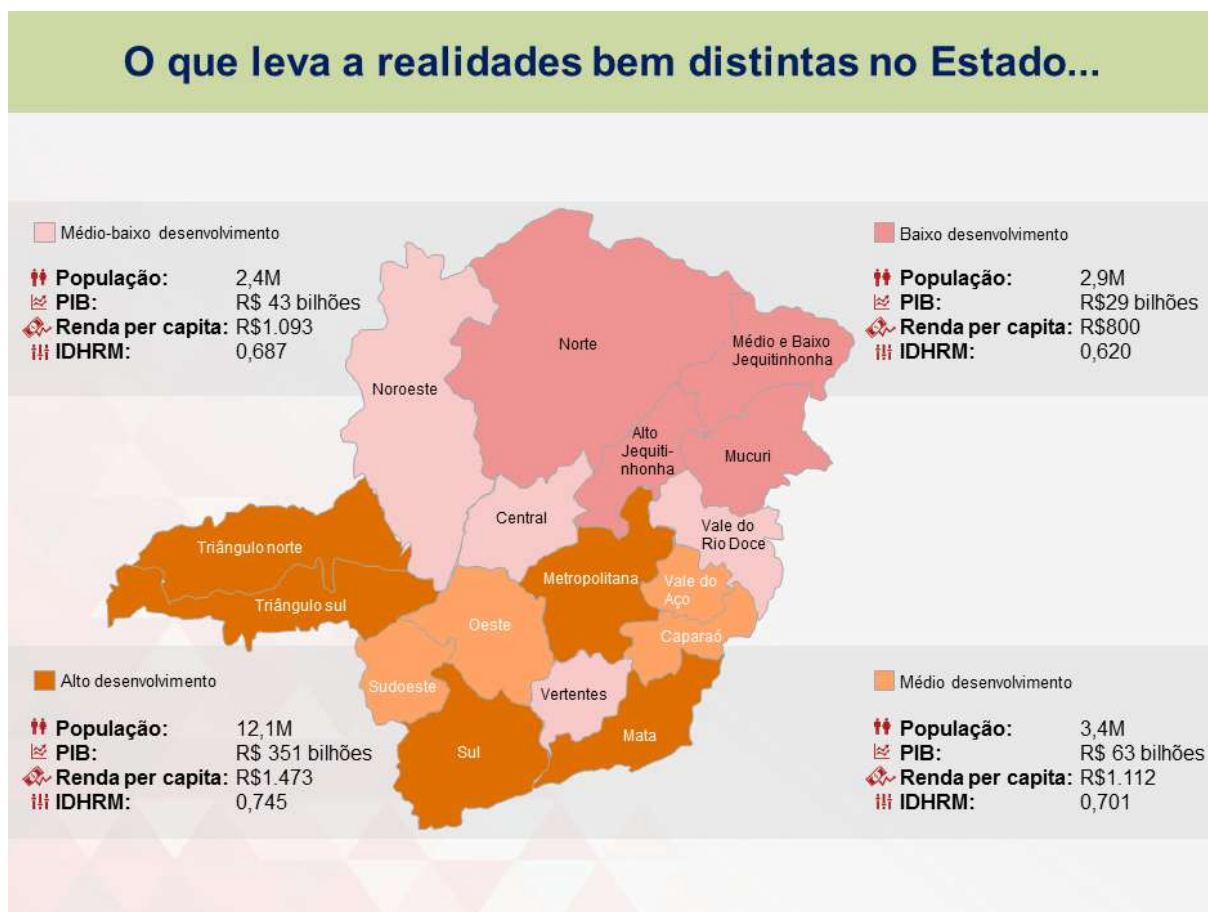 O que leva a realidades bem distintas no Estado...
Médio-baixo desenvolvimento
População: 2,4M
PIB: R$ 43 bilhões
Renda per capita: R$1.093
IDHRM: 0,687
Baixo desenvolvimento
População: 2,9M
PIB: R$29 bilhões
Renda per capita: R$800
IDHRM: 0,620
Norte
Médio e Baixo
Jequitinhonha
Noroeste
Alto
Jequiti-
nhonha
Mucuri
Central
Vale do
Rio Doce
Triângulo norte
Metropolitana
Vale do
Aço
Triângulo sul
Oeste
Caparaó
Sudoeste
Vertentes
Mata
Sul
Alto desenvolvimento
População: 12,1M
PIB: R$ 351 bilhões
Renda per capita: R$1.473
IDHRM: 0,745
Médio desenvolvimento
População: 3,4M
PIB: R$ 63 bilhões
Renda per capita: R$1.112
IDHRM: 0,701